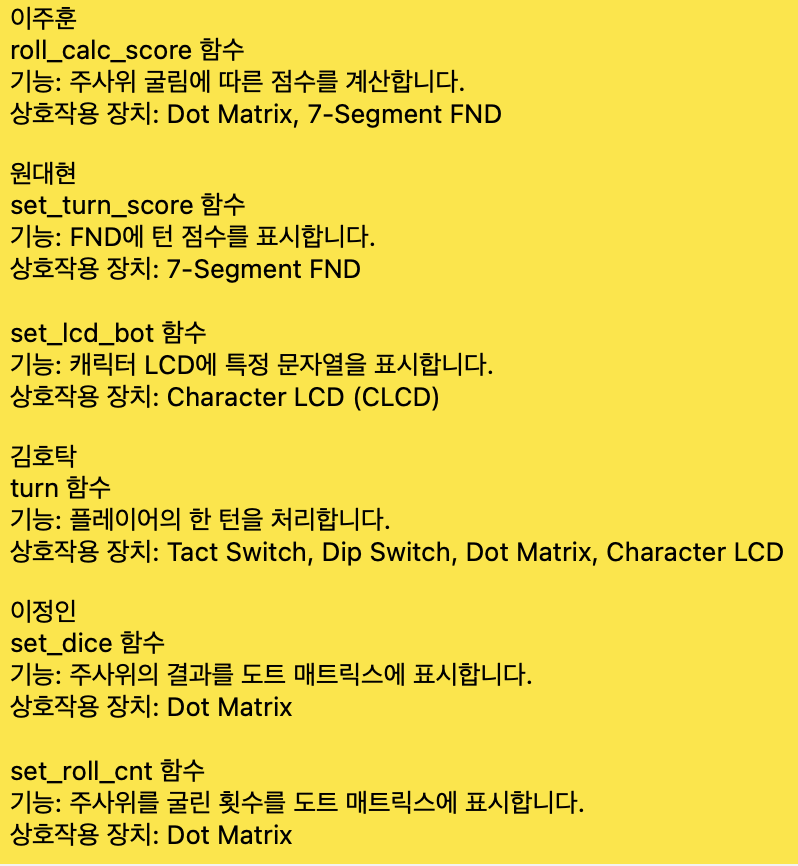 이주훈
roll_calc_score 함수
기능: 주사위 굴림에 따른 점수를 계산합니다.
상호작용 장치: Dot Matrix, 7-Segment FND
원대현
set_turn_score 함수
기능: FND에 턴 점수를 표시합니다.
상호작용 장치: 7-Segment FND
set_lcd_bot 함수
기능: 캐릭터 LCD에 특정 문자열을 표시합니다.
상호작용 장치: Character LCD (CLCD)
김호탁
turn 함수
기능: 플레이어의 한 턴을 처리합니다.
상호작용 장치: Tact Switch, Dip Switch, Dot Matrix, Character LCD
이정인
set_dice 함수
기능: 주사위의 결과를 도트 매트릭스에 표시합니다.
상호작용 장치: Dot Matrix
set_roll_cnt 함수
기능: 주사위를 굴린 횟수를 도트 매트릭스에 표시합니다.
상호작용 장치: Dot Matrix